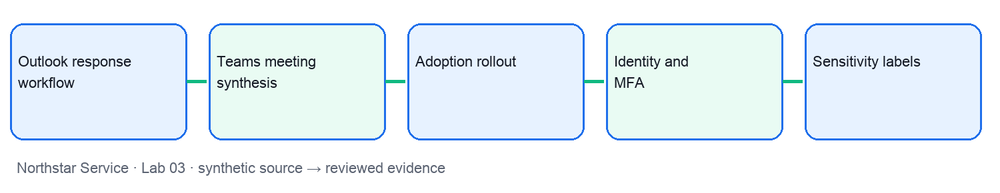 Outlook response
workflow
Teams meeting
synthesis
Adoption rollout
Identity and
MFA
Sensitivity labels
Northstar Service · Lab 03 · synthetic source → reviewed evidence